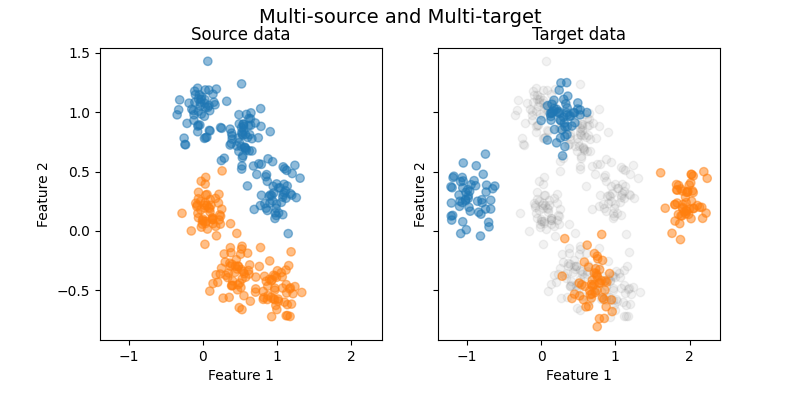 Multi-source and Multi-target
Source data
Target data
1.5
1.0
0.5
0.0
−0.5
Feature 2
−1
0
1
2
Feature 1
Feature 2
−1
0
1
2
Feature 1